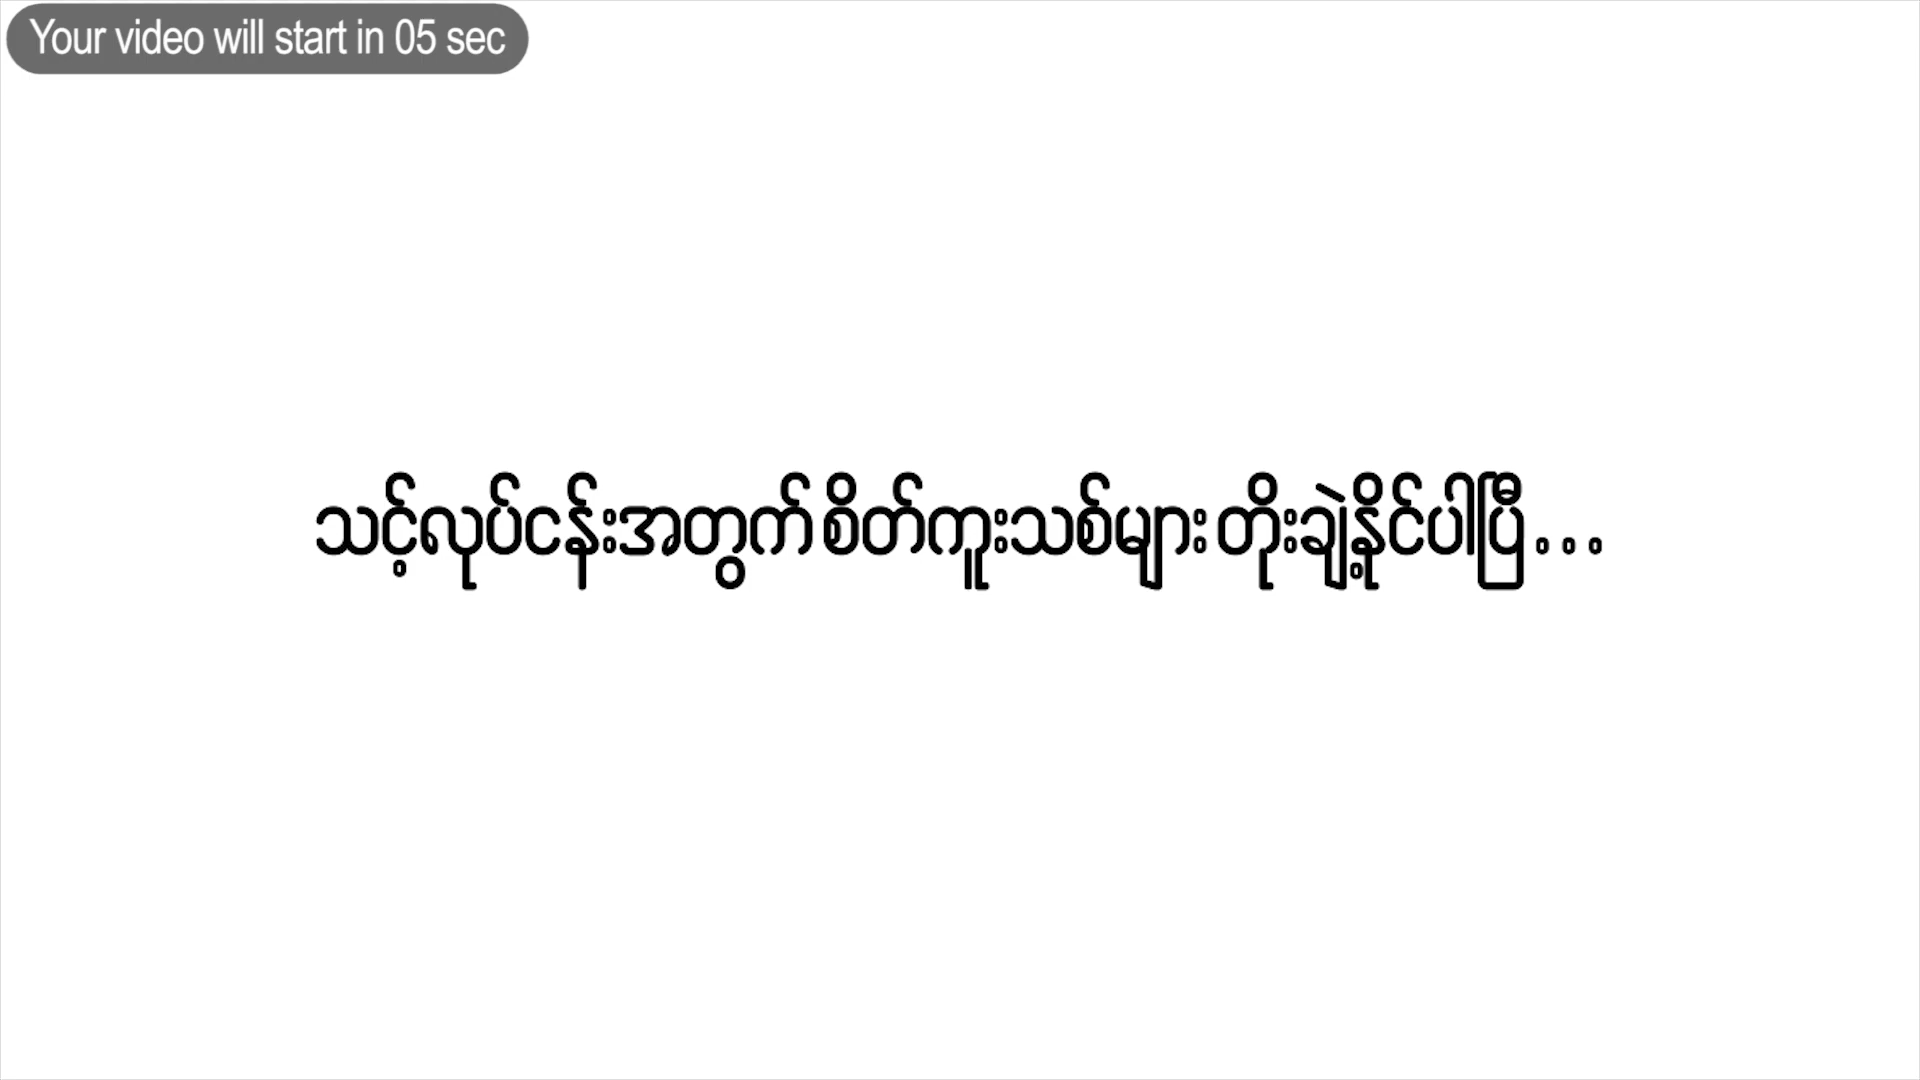 Your video will start in 05 sec
သင့်လုပ်ငန်းအတွက် စိတ်ကူးသစ်များ တိုးချဲ့နိုင်ပါပြီ...